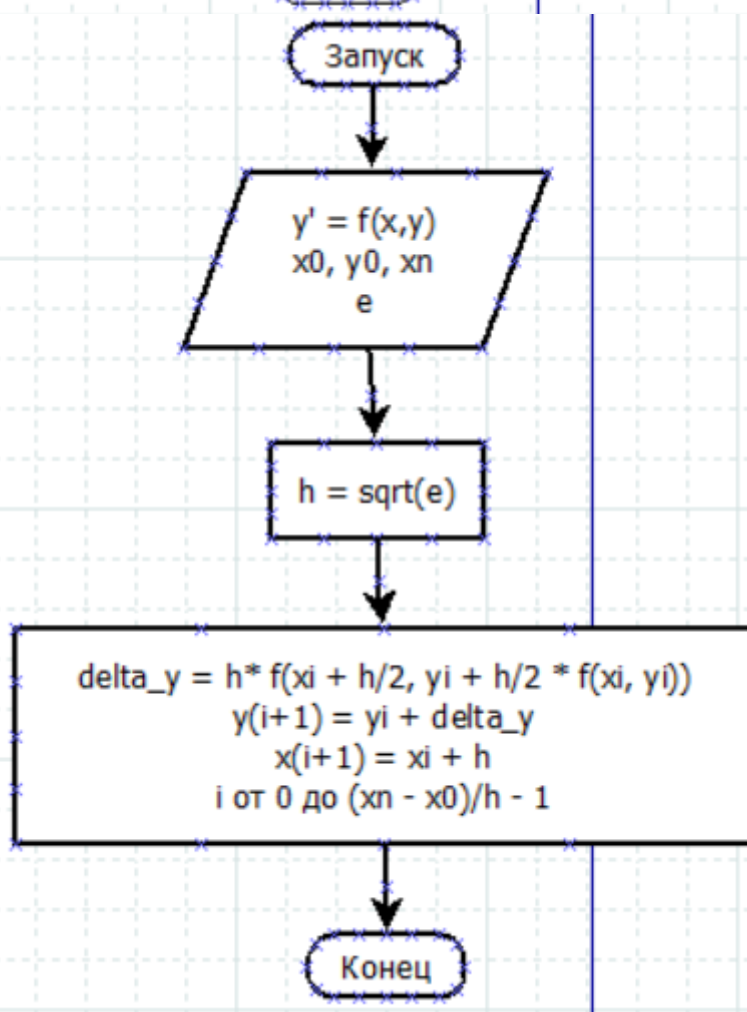 Запуск
y' = f(x,y)
x0, y0, xn
e
h = sqrt(e)
delta_y = h* f(xi + h/2, yi + h/2 * f(xi, yi))
y(i+1) = yi + delta_y
x(i+1) = xi + h
i от 0 до (xn - x0)/h - 1
Конец